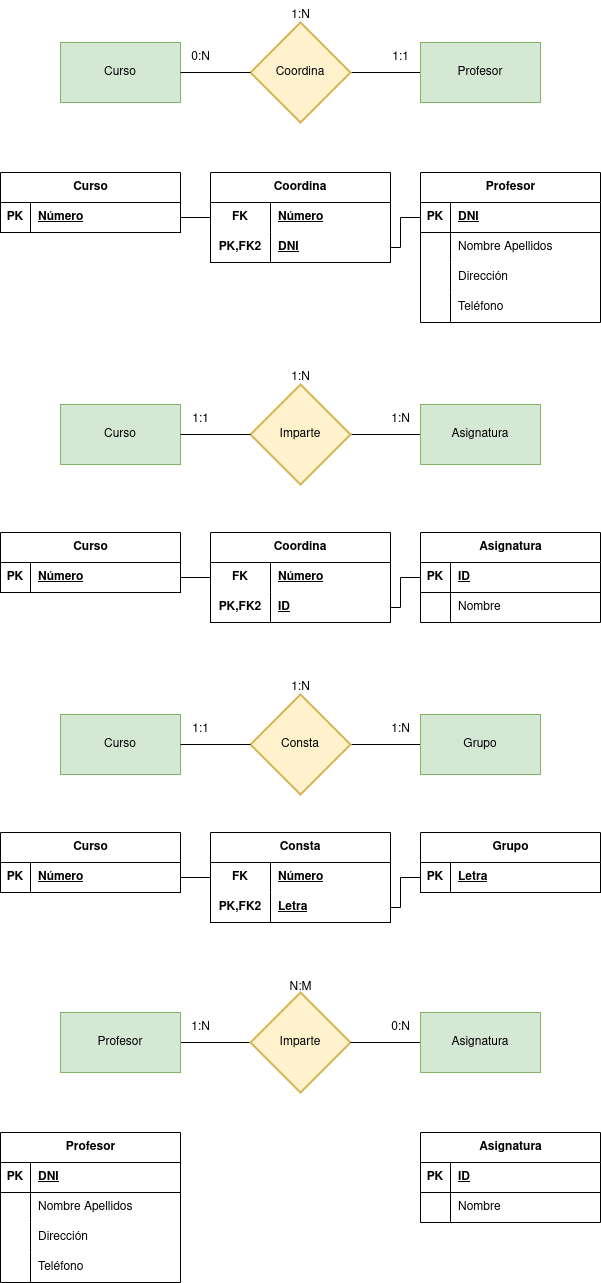 1:N
0:N
1:1
Curso
Coordina
Profesor
Curso
Coordina
Profesor
PK Número
FK Número
PK DNI
PK,FK2 DNI
Nombre Apellidos
Dirección
Teléfono
1:N
1:1
1:N
Curso
Imparte
Asignatura
Curso
Coordina
Asignatura
PK Número
FK Número
PK ID
PK,FK2 ID
Nombre
1:N
1:1
1:N
Curso
Consta
Grupo
Curso
Consta
Grupo
PK Número
FK Número
PK Letra
PK,FK2 Letra
N:M
1:N
0:N
Profesor
Imparte
Asignatura
Profesor
Asignatura
PK DNI
PK ID
Nombre Apellidos
Nombre
Dirección
Teléfono